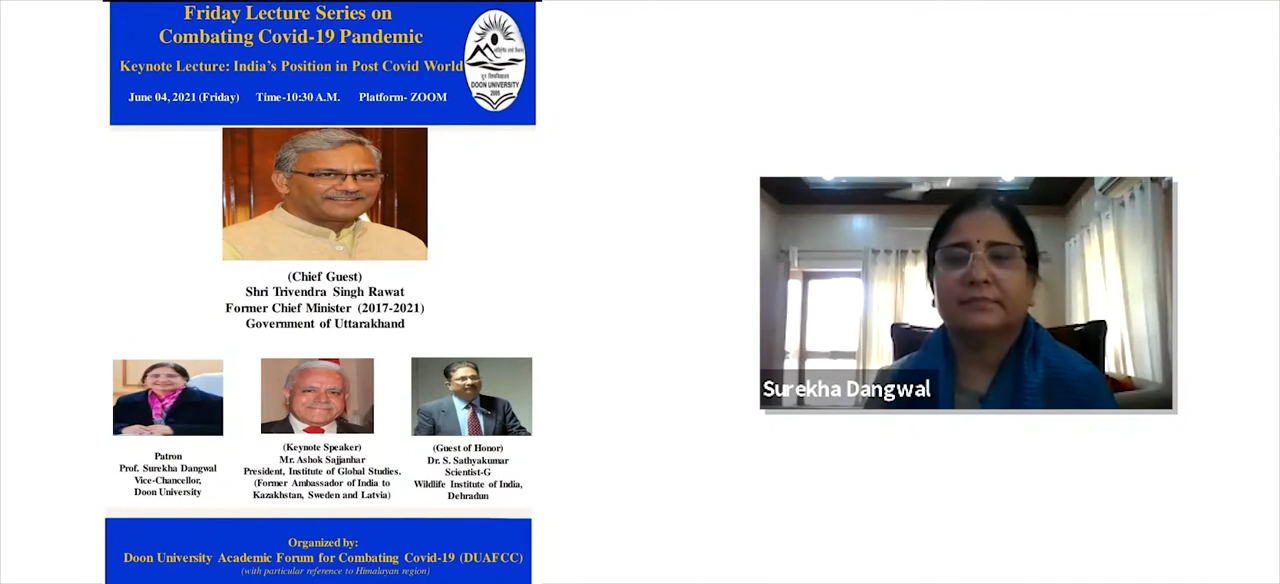 Friday Lecture Series on
Combating Covid-19 Pandemic
Keynote Lecture: India's Position in Post Covid World
June 04, 2021 (Friday) Time-10:30 A.M. Platform- ZOOM
DOON UNIVERSITY
2005
(Chief Guest)
Shri Trivendra Singh Rawat
Former Chief Minister (2017-2021)
Government of Uttarakhand
Patron
Prof. Surekha Dangwal
Vice-Chancellor,
Doon University
(Keynote Speaker)
Mr. Ashok Sajjanhar
President, Institute of Global Studies.
(Former Ambassador of India to
Kazakhstan, Sweden and Latvia)
(Guest of Honor)
Dr. S. Sathyakumar
Scientist-G
Wildlife Institute of India,
Dehradun
Organized by:
Doon University Academic Forum for Combating Covid-19 (DUAFCC)
(with particular reference to Himalayan region)
Surekha Dangwal